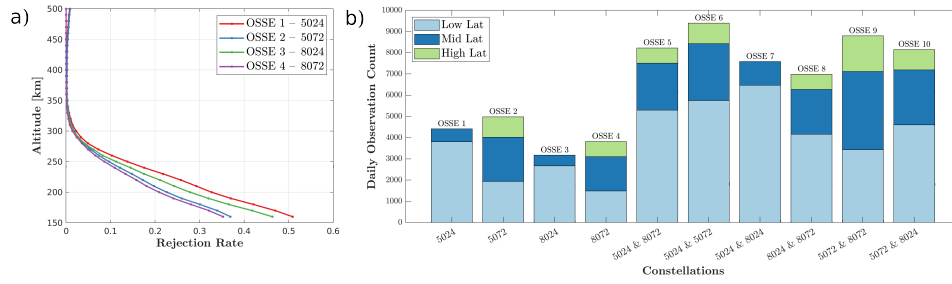 a)
500
450
400
350
300
250
200
150
Altitude [km]
0
0.1
0.2
0.3
0.4
0.5
0.6
Rejection Rate
OSSE 1 – 5024
OSSE 2 – 5072
OSSE 3 – 8024
OSSE 4 – 8072
b)
10000
9000
8000
7000
6000
5000
4000
3000
2000
1000
0
Daily Observation Count
Low Lat
Mid Lat
High Lat
OSSE 1
OSSE 2
OSSE 3
OSSE 4
OSSE 5
OSSE 6
OSSE 7
OSSE 8
OSSE 9
OSSE 10
5024
5072
8024
8072
5024 & 8072
5024 & 5072
5024 & 8024
8024 & 5072
5072 & 8072
5072 & 8024
Constellations